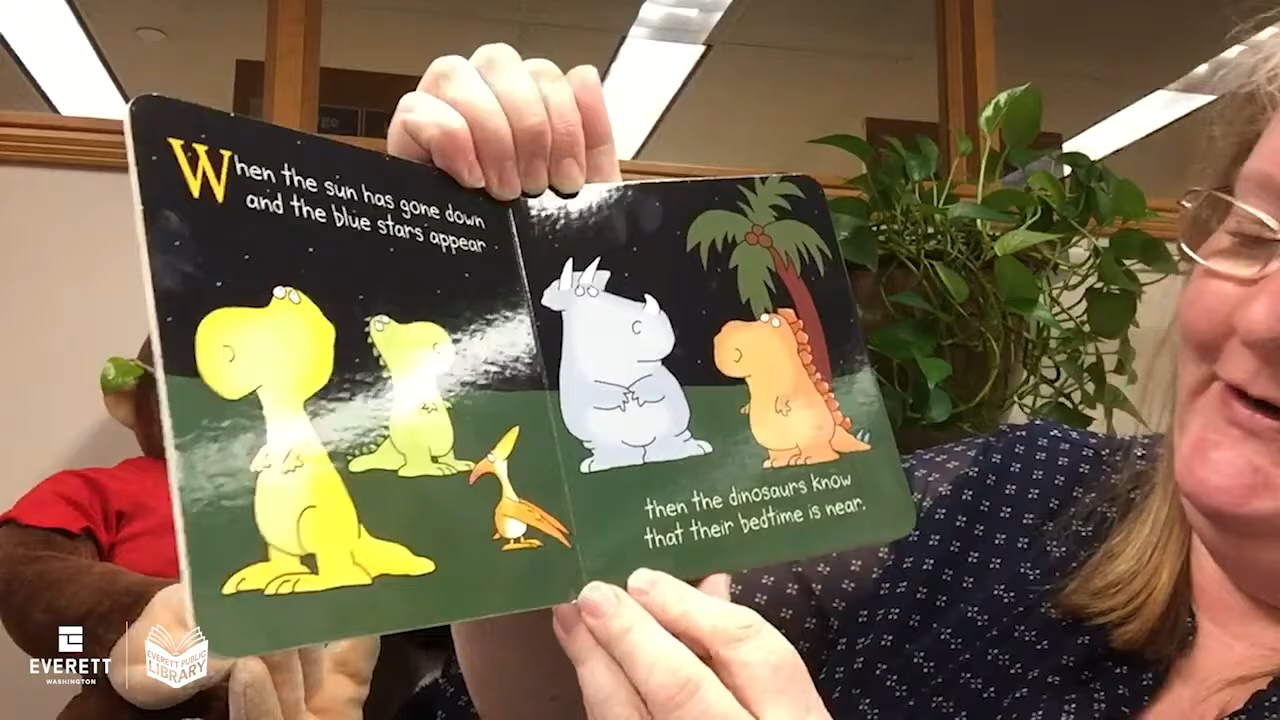 When the sun has gone down
and the blue stars appear
then the dinosaurs know
that their bedtime is near.
EVERETT
WASHINGTON
EVERETT PUBLIC
LIBRARY